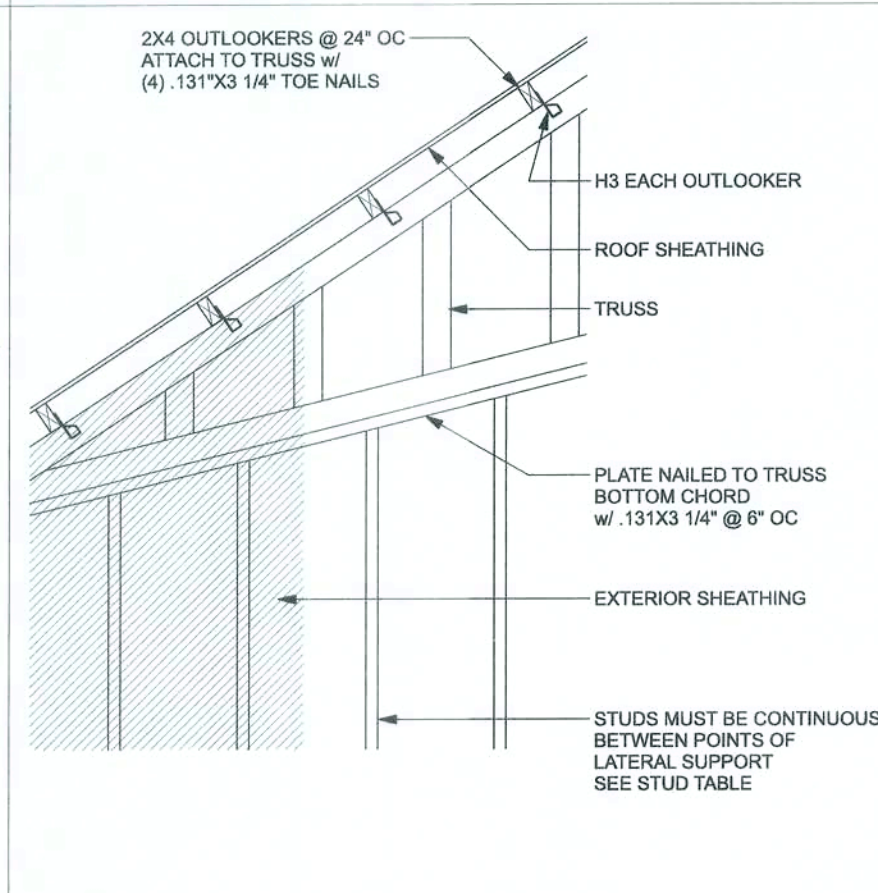 2X4 OUTLOOKERS @ 24" OC
ATTACH TO TRUSS w/
(4) .131"X3 1/4" TOE NAILS
H3 EACH OUTLOOKER
ROOF SHEATHING
TRUSS
PLATE NAILED TO TRUSS
BOTTOM CHORD
w/ .131X3 1/4" @ 6" OC
EXTERIOR SHEATHING
STUDS MUST BE CONTINUOUS
BETWEEN POINTS OF
LATERAL SUPPORT
SEE STUD TABLE